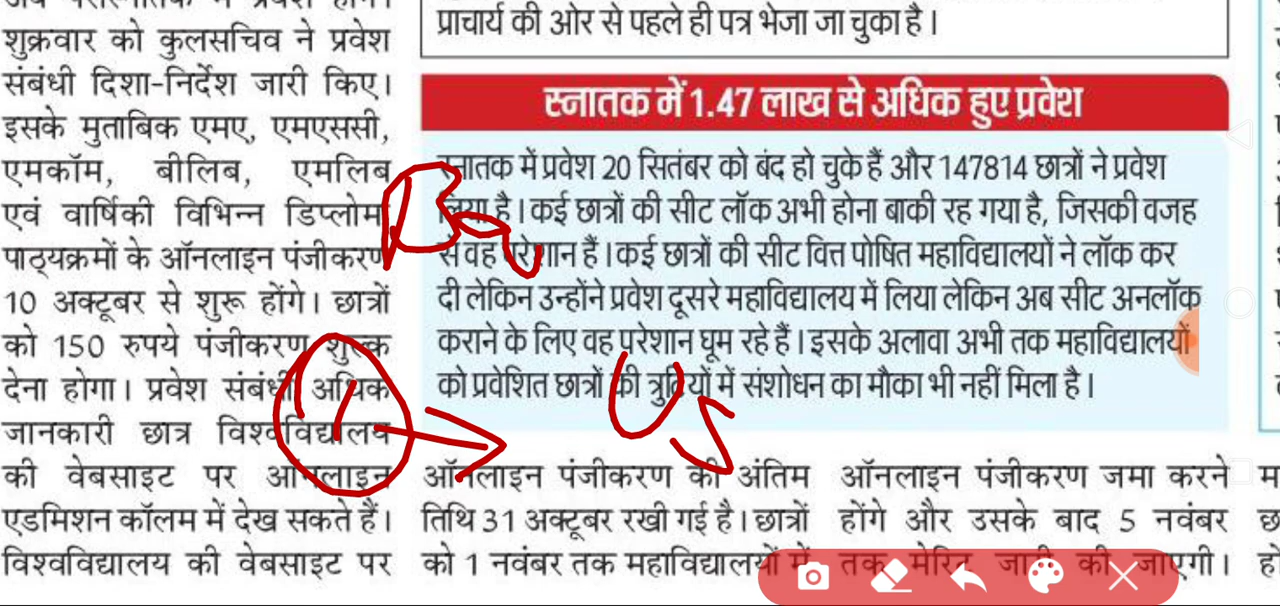 शुक्रवार को कुलसचिव ने प्रवेश
संबंधी दिशा-निर्देश जारी किए।
इसके मुताबिक एमए, एमएससी,
एमकॉम, बीलिब, एमलिब
एवं वार्षिकी विभिन्न डिप्लोमा
पाठ्यक्रमों के ऑनलाइन पंजीकरण
10 अक्टूबर से शुरू होंगे। छात्रों
को 150 रुपये पंजीकरण शुल्क
देना होगा। प्रवेश संबंधी अधिक
जानकारी छात्र विश्वविद्यालय
की वेबसाइट पर ऑनलाइन
एडमिशन कॉलम में देख सकते हैं।
विश्वविद्यालय की वेबसाइट पर
प्राचार्य की ओर से पहले ही पत्र भेजा जा चुका है।
स्नातक में 1.47 लाख से अधिक हुए प्रवेश
स्नातक में प्रवेश 20 सितंबर को बंद हो चुके हैं और 147814 छात्रों ने प्रवेश
लिया है। कई छात्रों की सीट लॉक अभी होना बाकी रह गया है, जिसकी वजह
से वह परेशान हैं। कई छात्रों की सीट वित्त पोषित महाविद्यालयों ने लॉक कर
दी लेकिन उन्होंने प्रवेश दूसरे महाविद्यालय में लिया लेकिन अब सीट अनलॉक
कराने के लिए वह परेशान घूम रहे हैं। इसके अलावा अभी तक महाविद्यालयों
को प्रवेशित छात्रों की त्रुटियों में संशोधन का मौका भी नहीं मिला है।
ऑनलाइन पंजीकरण की अंतिम
तिथि 31 अक्टूबर रखी गई है। छात्रों
को 1 नवंबर तक महाविद्यालयों में
ऑनलाइन पंजीकरण जमा करने
होंगे और उसके बाद 5 नवंबर
तक मेरिट जारी की जाएगी।